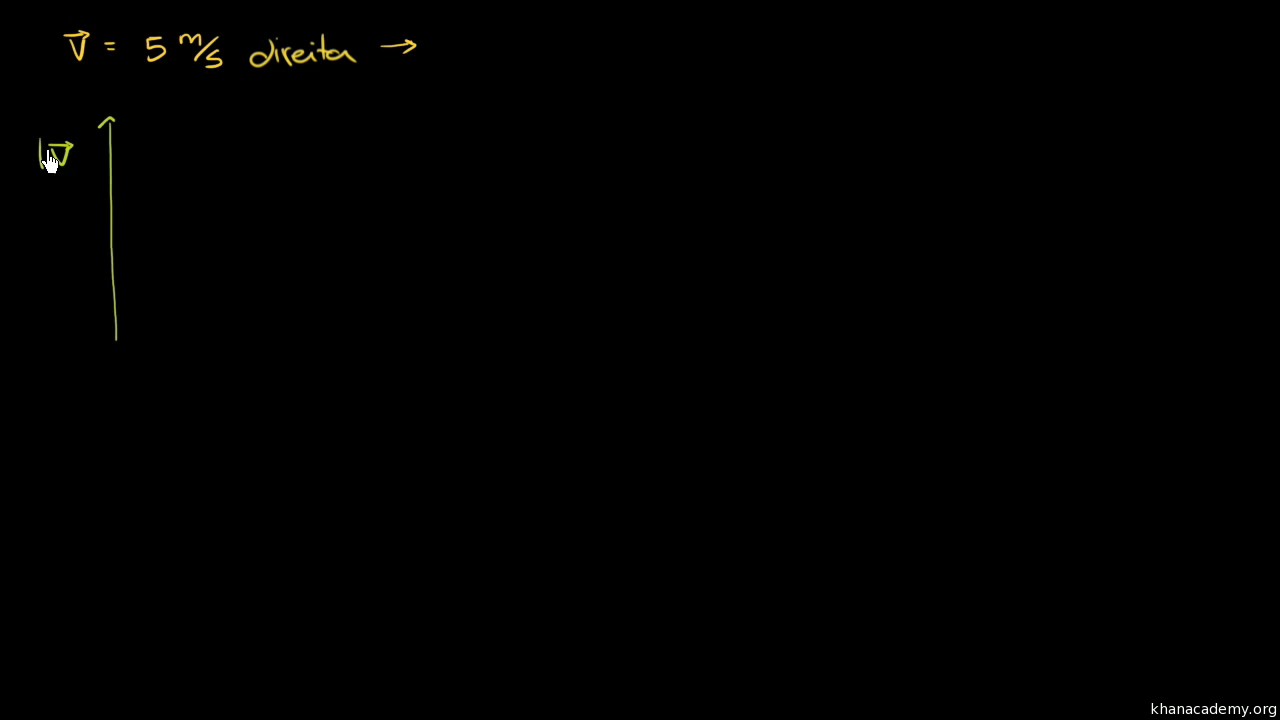 v⃗ = 5 m/s direita →
|v⃗
khanacademy.org